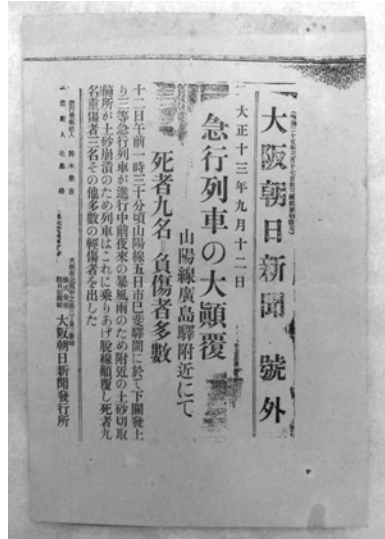 大阪朝日新聞 號外
大正十三年九月十二日
急行列車の大顚覆
山陽線廣島驛附近にて
死者九名＝負傷者多數
十二日午前一時三十分頃山陽線五日市己斐驛間に於て下關發上
り三等急行列車が進行中前夜來の暴風雨のため附近の土砂切取
箇所が土砂崩潰のため列車はこれに乘りあげ脫線顚覆し死者九
名重傷者三名その他多數の輕傷者を出した
大阪朝日新聞發行所